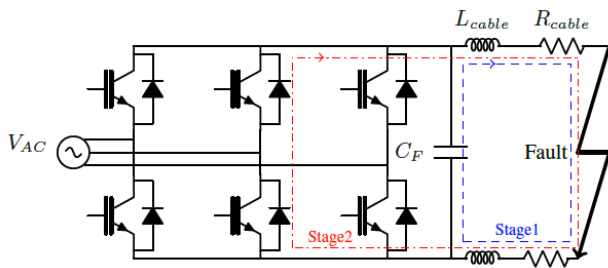 L_cable R_cable
V_AC
C_F
Fault
Stage2
Stage1